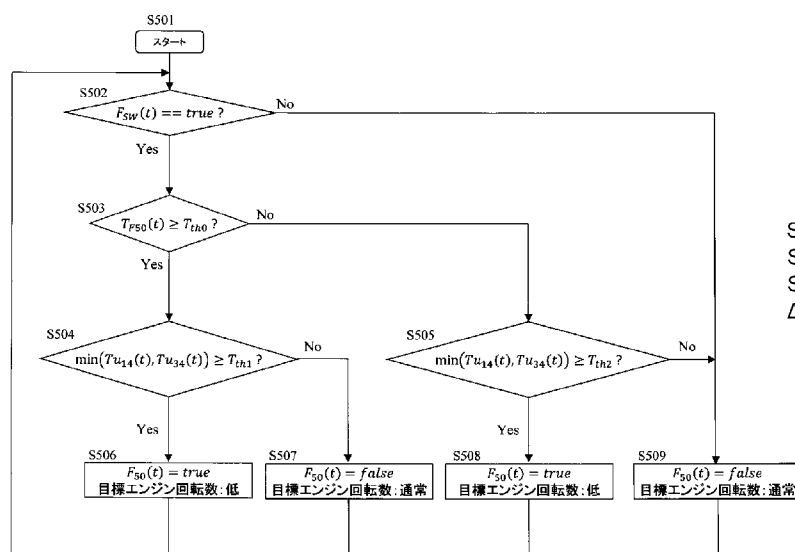 S501
スタート
S502
F_SW(t) == true ?
No
Yes
S503
T_F50(t) ≥ T_th0 ?
No
Yes
S504
min(Tu_14(t), Tu_34(t)) ≥ T_th1 ?
No
Yes
S505
min(Tu_14(t), Tu_34(t)) ≥ T_th2 ?
No
Yes
S506
F_50(t) = true
目標エンジン回転数:低
S507
F_50(t) = false
目標エンジン回転数:通常
S508
F_50(t) = true
目標エンジン回転数:低
S509
F_50(t) = false
目標エンジン回転数:通常
S
S
S